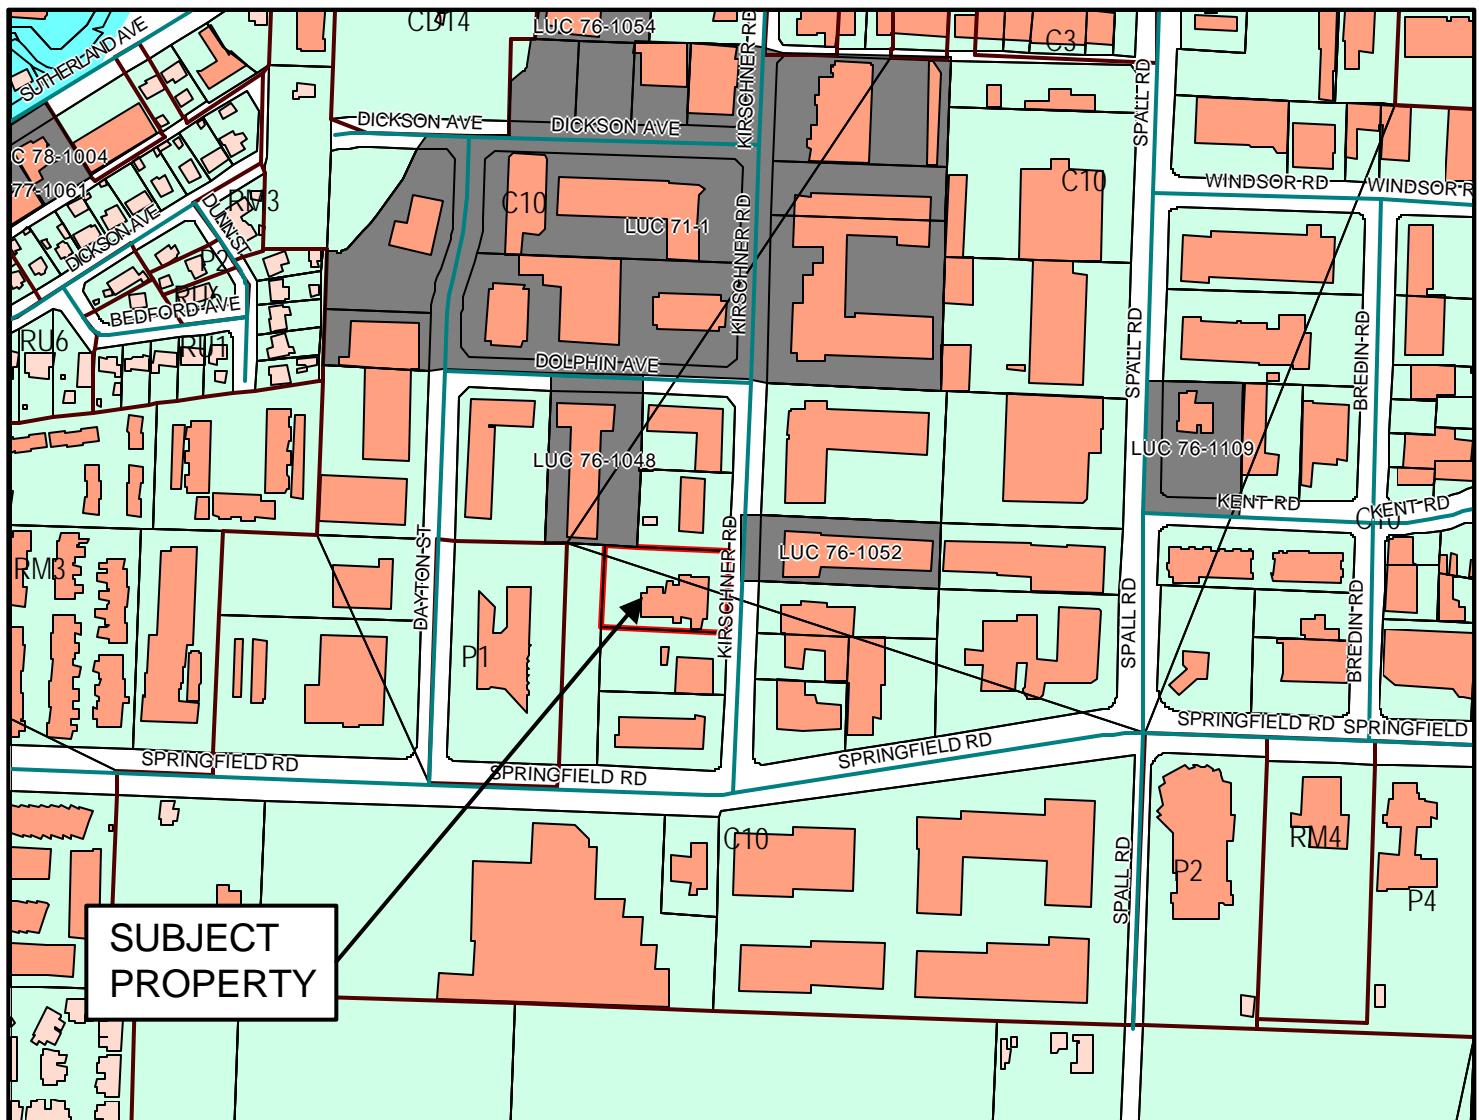 SUTHERLAND AVE
CD14
LUC 76-1054
KIRSCHNER RD
C3
SPALL RD
DICKSON AVE
DICKSON AVE
C 78-1004
77-1061
RM3
DUNN ST
DICKSON AVE
P2
BEDFORD AVE
RU6
RU1
C10
LUC 71-1
KIRSCHNER RD
KIRSCHNER RD
C10
WINDSOR RD
WINDSOR R
DOLPHIN AVE
SPALL RD
BREDIN RD
LUC 76-1048
LUC 76-1109
KENT RD
KENT RD
C10
RM3
DAYTON ST
KIRSCHNER RD
LUC 76-1052
SPALL RD
BREDIN RD
P1
SPRINGFIELD RD
SPRINGFIELD RD
SPRINGFIELD RD
SPRINGFIELD RD
SPRINGFIELD
C10
SPALL RD
P2
RM4
P4
SUBJECT
PROPERTY